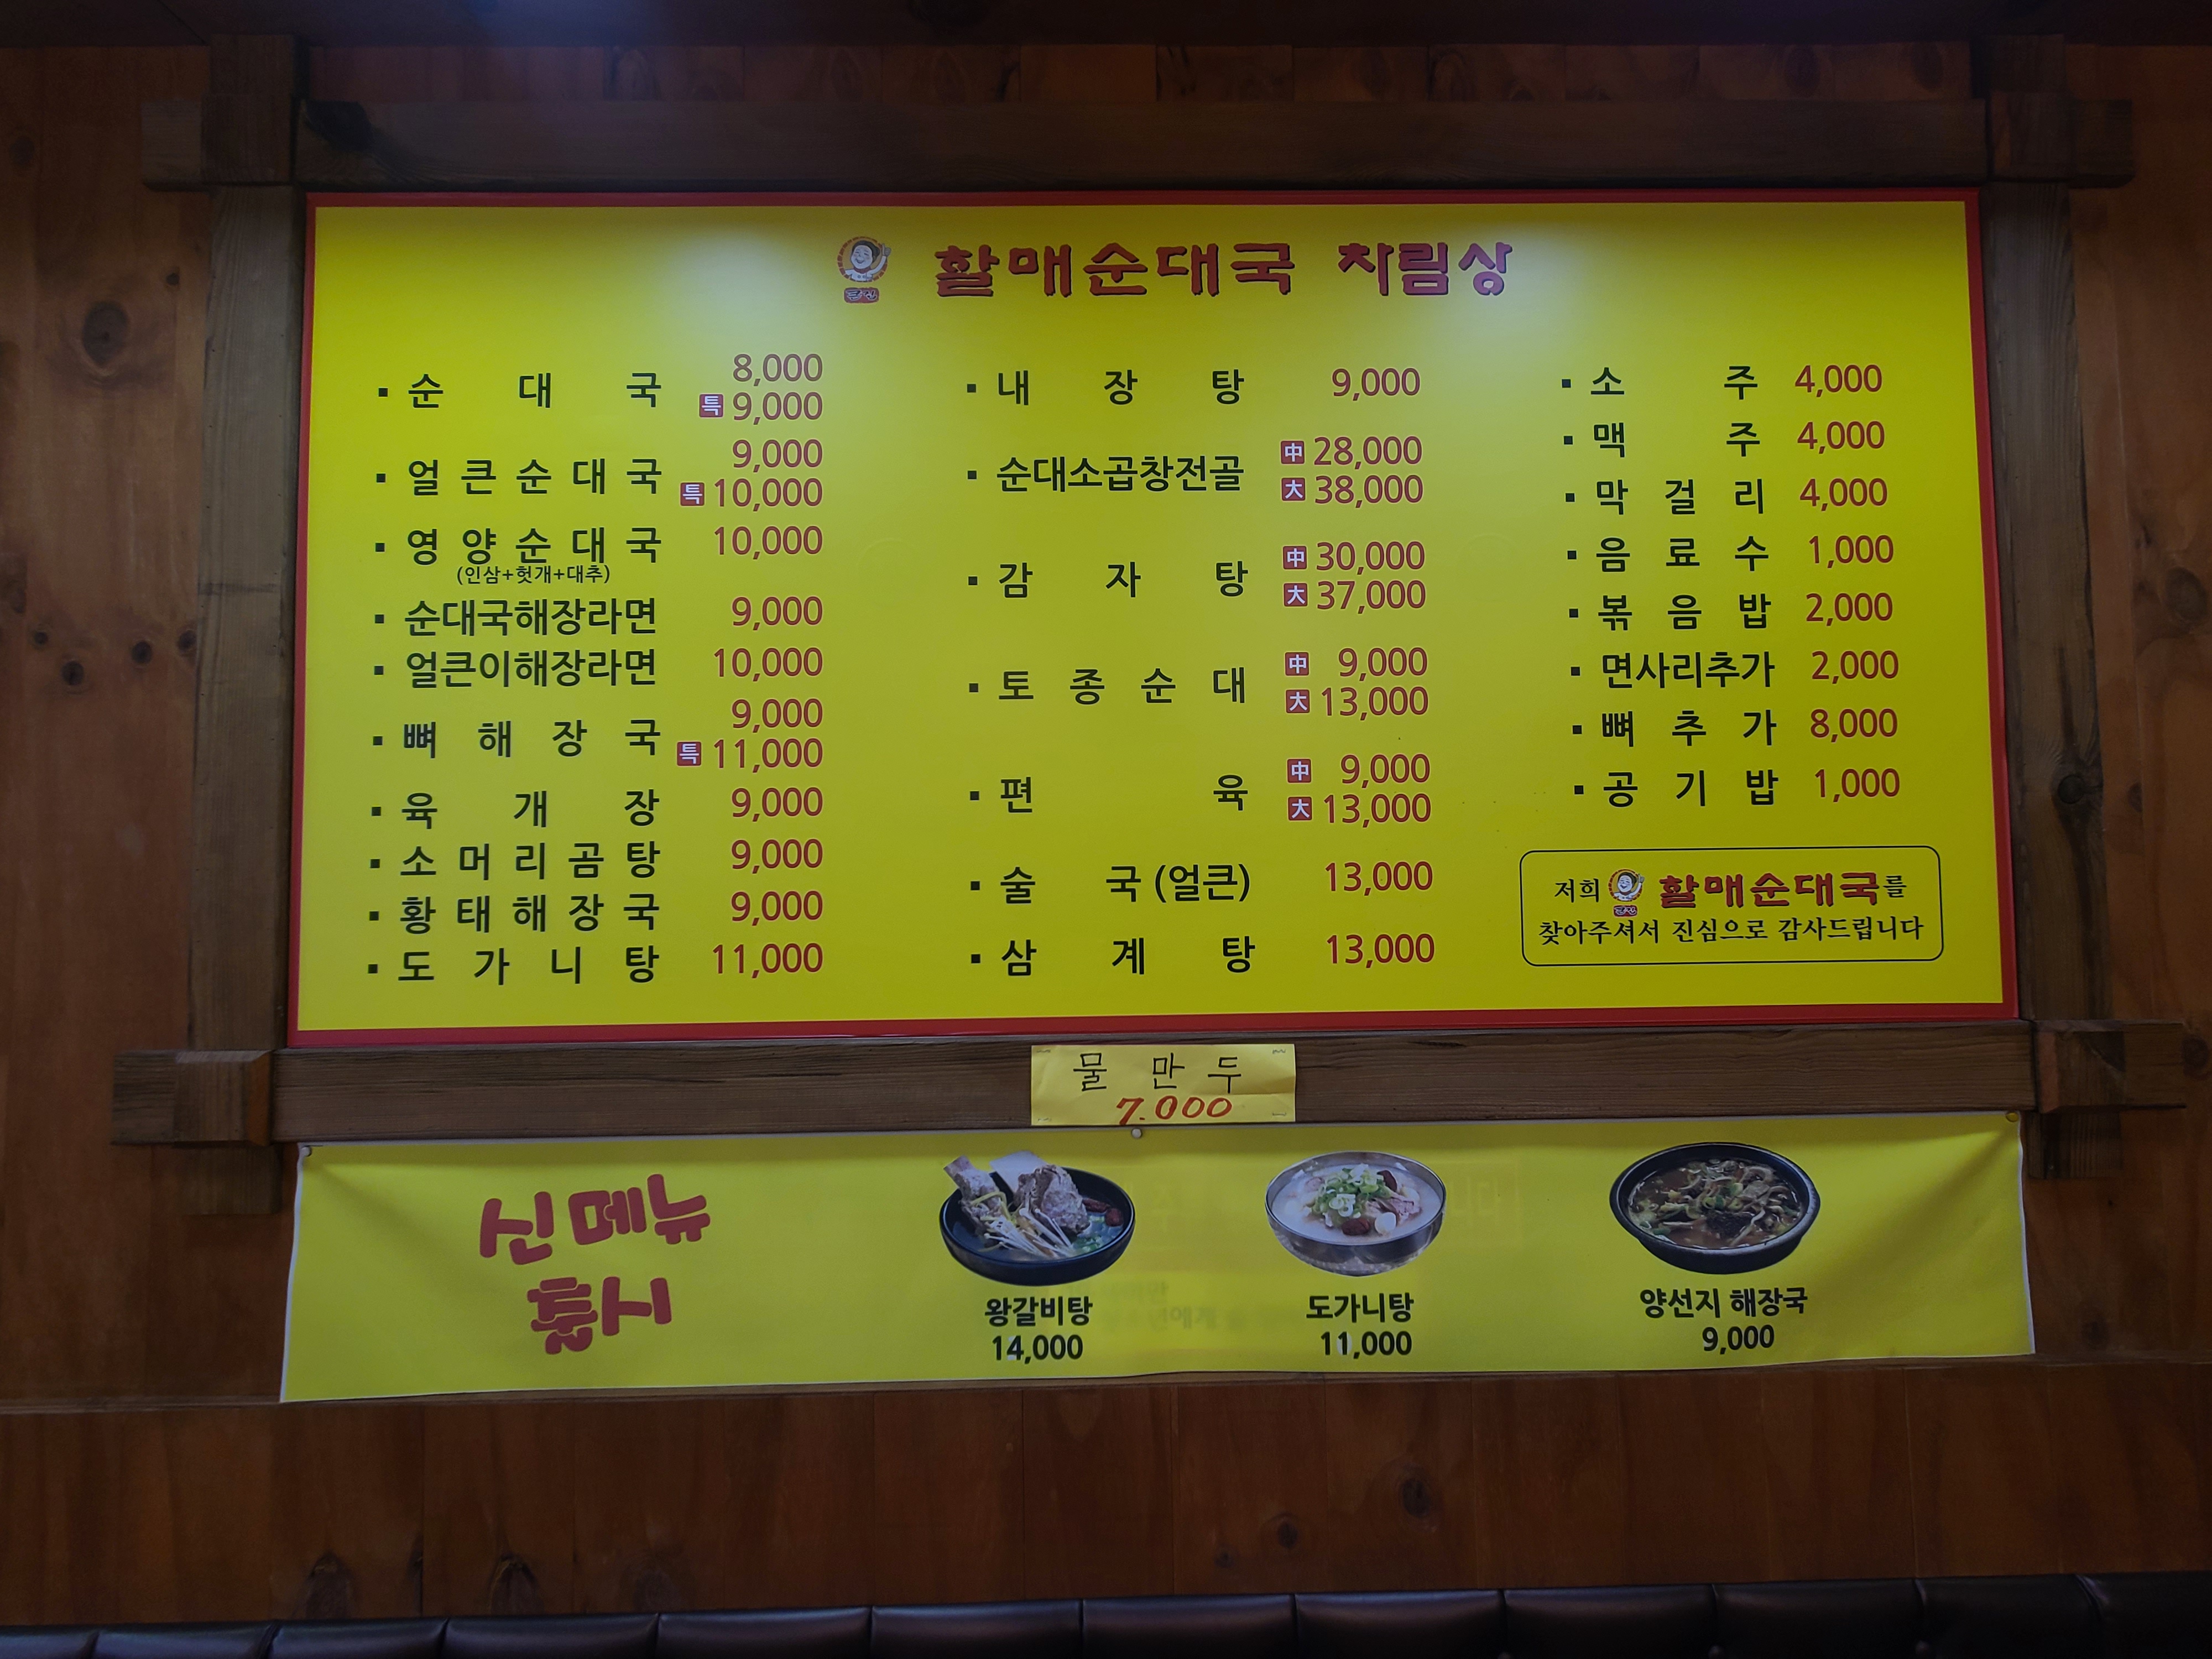 활매순대국 차림상
순대국 8,000
특 9,000
얼큰순대국 9,000
특 10,000
영양순대국 10,000
(인삼+헛개+대추)
순대국해장라면 9,000
얼큰이해장라면 10,000
뼈해장국 9,000
특 11,000
육개장 9,000
소머리곰탕 9,000
황태해장국 9,000
도가니탕 11,000
내장탕 9,000
순대소곱창전골 中 28,000
大 38,000
감자탕 中 30,000
大 37,000
토종순대 中 9,000
大 13,000
편육 中 9,000
大 13,000
술국(얼큰) 13,000
삼계탕 13,000
소주 4,000
맥주 4,000
막걸리 4,000
음료수 1,000
볶음밥 2,000
면사리추가 2,000
뼈추가 8,000
공기밥 1,000
저희 활매순대국를
찾아주셔서 진심으로 감사드립니다
물만두
7.000
신메뉴
출시
왕갈비탕
14,000
도가니탕
11,000
양선지 해장국
9,000